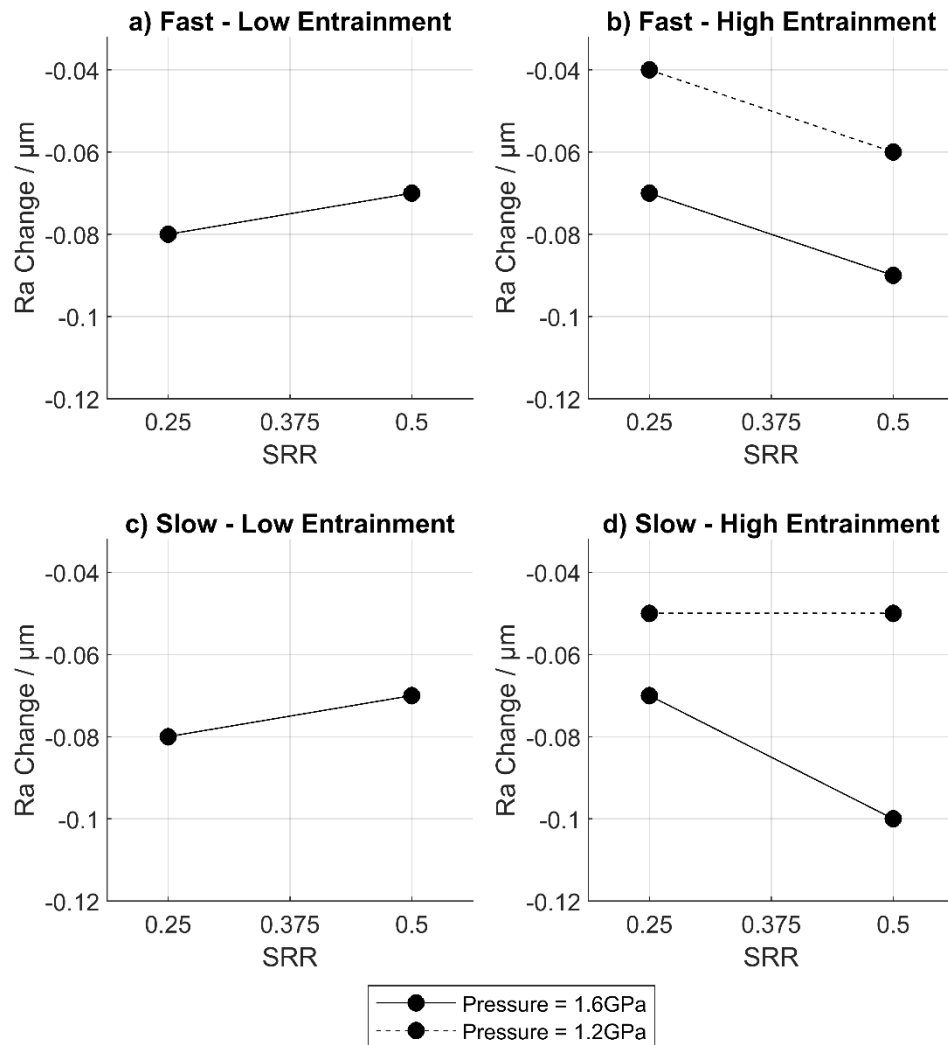 a) Fast - Low Entrainment
-0.04
-0.06
-0.08
-0.1
-0.12
Ra Change / µm
0.25 0.375 0.5
SRR
b) Fast - High Entrainment
-0.04
-0.06
-0.08
-0.1
-0.12
Ra Change / µm
0.25 0.375 0.5
SRR
c) Slow - Low Entrainment
-0.04
-0.06
-0.08
-0.1
-0.12
Ra Change / µm
0.25 0.375 0.5
SRR
d) Slow - High Entrainment
-0.04
-0.06
-0.08
-0.1
-0.12
Ra Change / µm
0.25 0.375 0.5
SRR
Pressure = 1.6GPa
Pressure = 1.2GPa